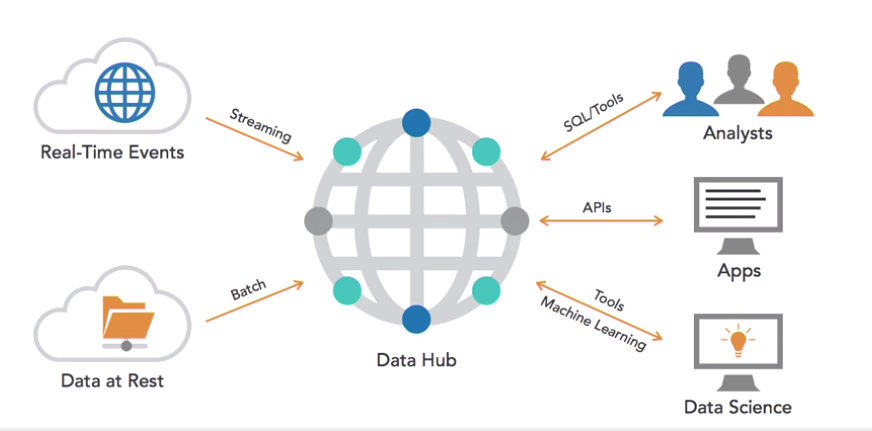 Real-Time Events
Streaming
Data at Rest
Batch
Data Hub
SQL/Tools
Analysts
APIs
Apps
Tools
Machine Learning
Data Science